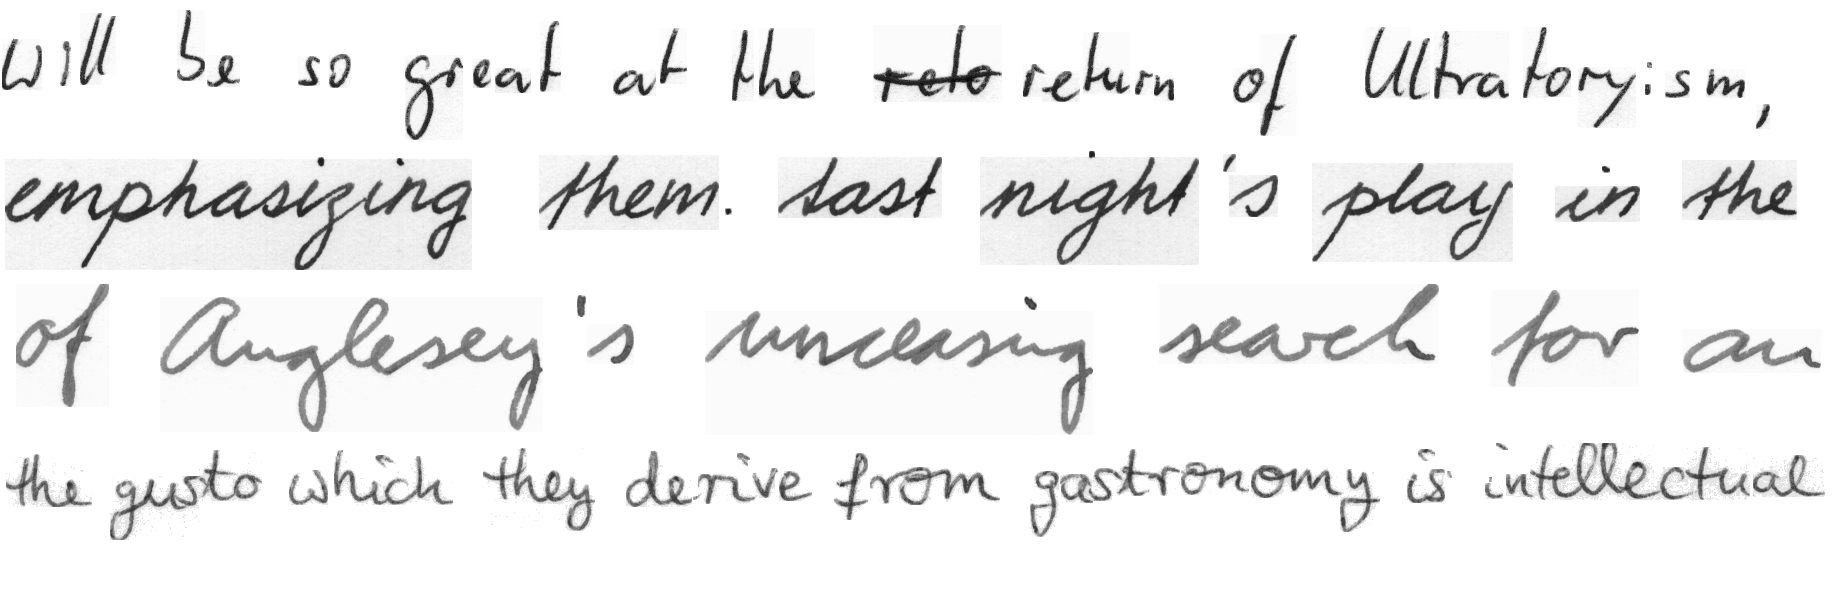 will be so great at the return of Ultratoryism,
emphasizing them. Last night's play in the
of Anglesey's unceasing search for an
the gusto which they derive from gastronomy is intellectual